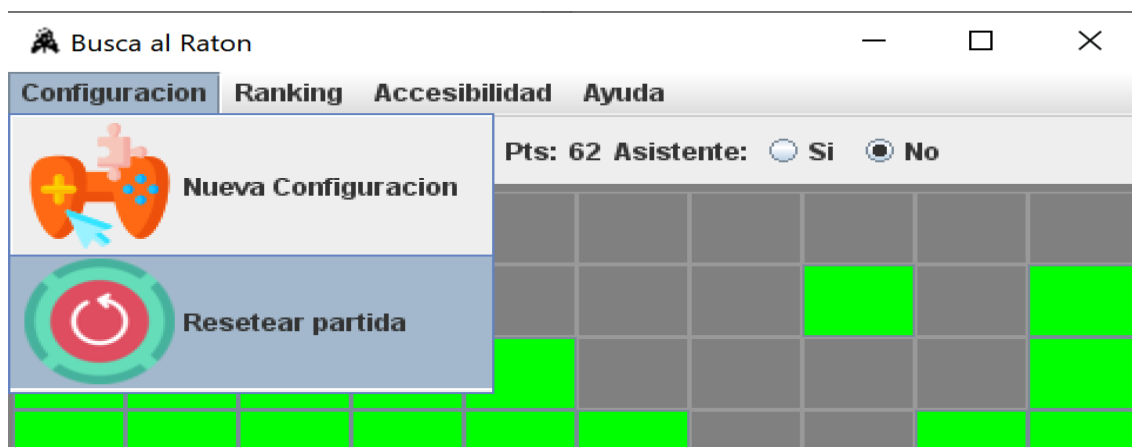 Busca al Raton
Configuracion Ranking Accesibilidad Ayuda
Pts: 62 Asistente: Si No
Nueva Configuracion
Resetear partida